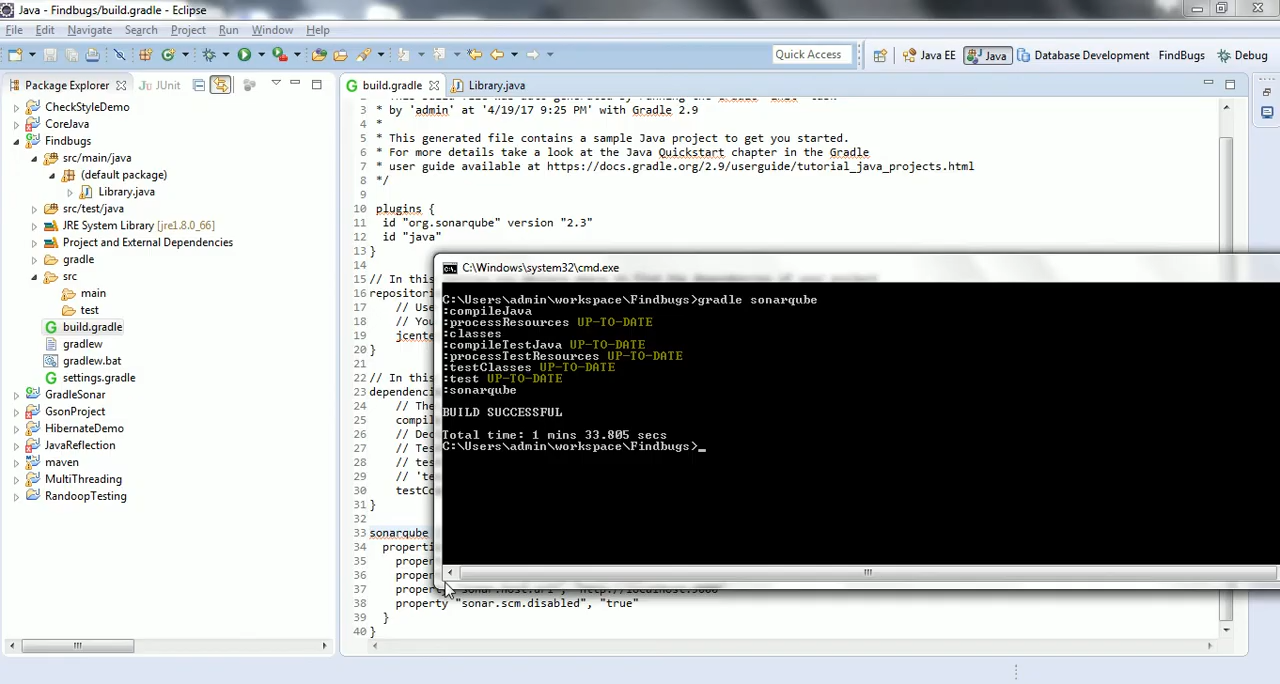 Java - Findbugs/build.gradle - Eclipse
File Edit Navigate Search Project Run Window Help
Quick Access Java EE Java Database Development FindBugs Debug
Package Explorer JUnit
CheckStyleDemo
CoreJava
Findbugs
src/main/java
(default package)
Library.java
src/test/java
JRE System Library [jre1.8.0_66]
Project and External Dependencies
gradle
src
main
test
build.gradle
gradlew
gradlew.bat
settings.gradle
GradleSonar
GsonProject
HibernateDemo
JavaReflection
maven
MultiThreading
RandoopTesting
build.gradle Library.java
3 * by 'admin' at '4/19/17 9:25 PM' with Gradle 2.9
4 *
5 * This generated file contains a sample Java project to get you started.
6 * For more details take a look at the Java Quickstart chapter in the Gradle
7 * user guide available at https://docs.gradle.org/2.9/userguide/tutorial_java_projects.html
8 */
9
10 plugins {
11 id "org.sonarqube" version "2.3"
12 id "java"
13 }
14
15 // In this
16 repositori
17 // Use
18 // You
19 jcente
20 }
21
22 // In this
23 dependenci
24 // The
25 compil
26 // Dec
27 // Tes
28 // tes
29 // 'te
30 testCo
31 }
32
33 sonarqube
34 properti
35 proper
36 proper
37 property "sonar.host.url", "http://localhost:9000"
38 property "sonar.scm.disabled", "true"
39 }
40 }
C:\Windows\system32\cmd.exe
C:\Users\admin\workspace\Findbugs>gradle sonarqube
:compileJava
:processResources UP-TO-DATE
:classes
:compileTestJava UP-TO-DATE
:processTestResources UP-TO-DATE
:testClasses UP-TO-DATE
:test UP-TO-DATE
:sonarqube
BUILD SUCCESSFUL
Total time: 1 mins 33.805 secs
C:\Users\admin\workspace\Findbugs>_